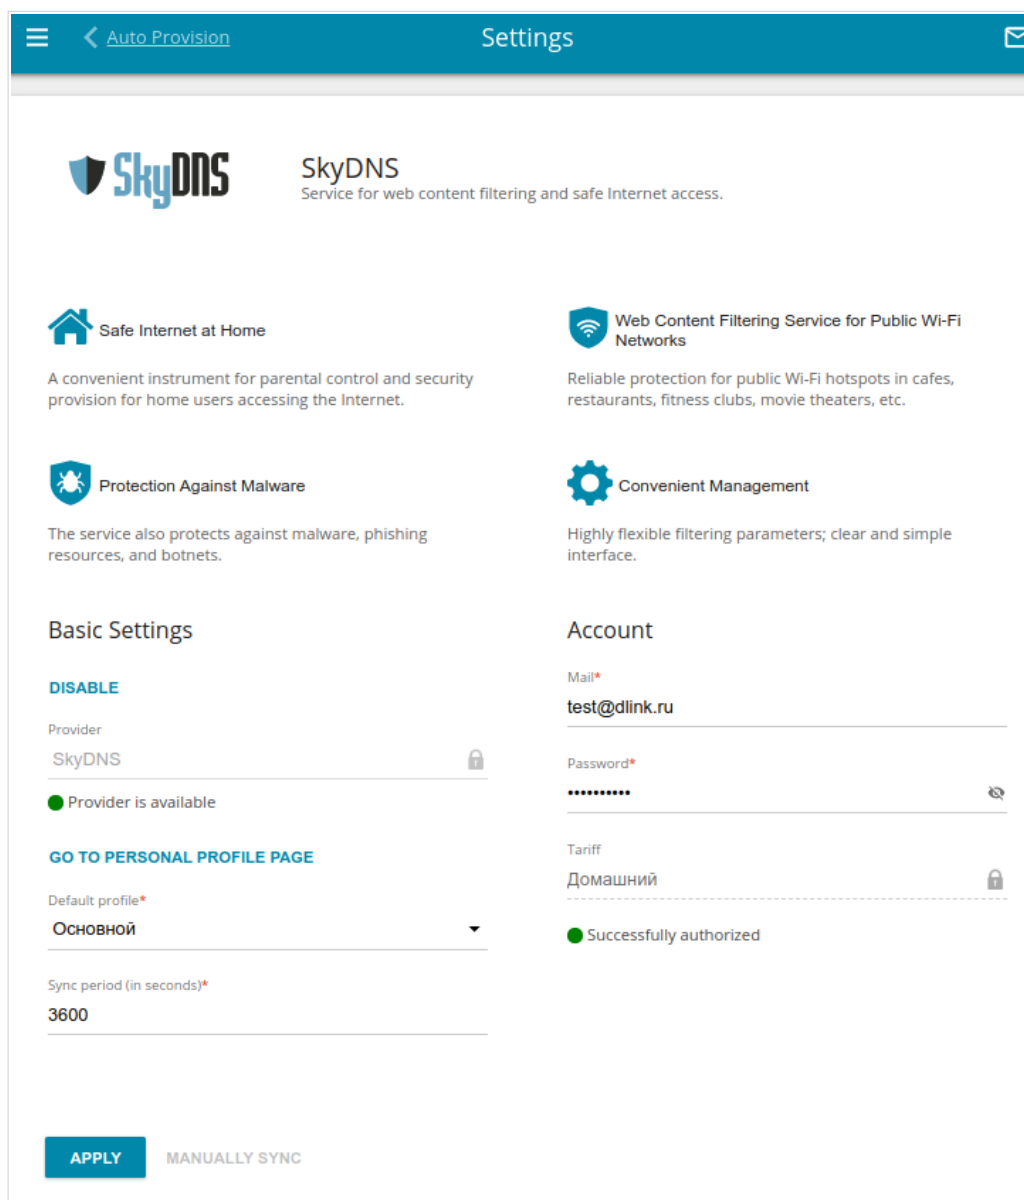 Auto Provision
Settings
SkyDNS
SkyDNS
Service for web content filtering and safe Internet access.
Safe Internet at Home
A convenient instrument for parental control and security
provision for home users accessing the Internet.
Web Content Filtering Service for Public Wi-Fi
Networks
Reliable protection for public Wi-Fi hotspots in cafes,
restaurants, fitness clubs, movie theaters, etc.
Protection Against Malware
The service also protects against malware, phishing
resources, and botnets.
Convenient Management
Highly flexible filtering parameters; clear and simple
interface.
Basic Settings
DISABLE
Provider
SkyDNS
Provider is available
GO TO PERSONAL PROFILE PAGE
Default profile*
Основной
Sync period (in seconds)*
3600
Account
Mail*
test@dlink.ru
Password*
••••••••••
Tariff
Домашний
Successfully authorized
APPLY
MANUALLY SYNC